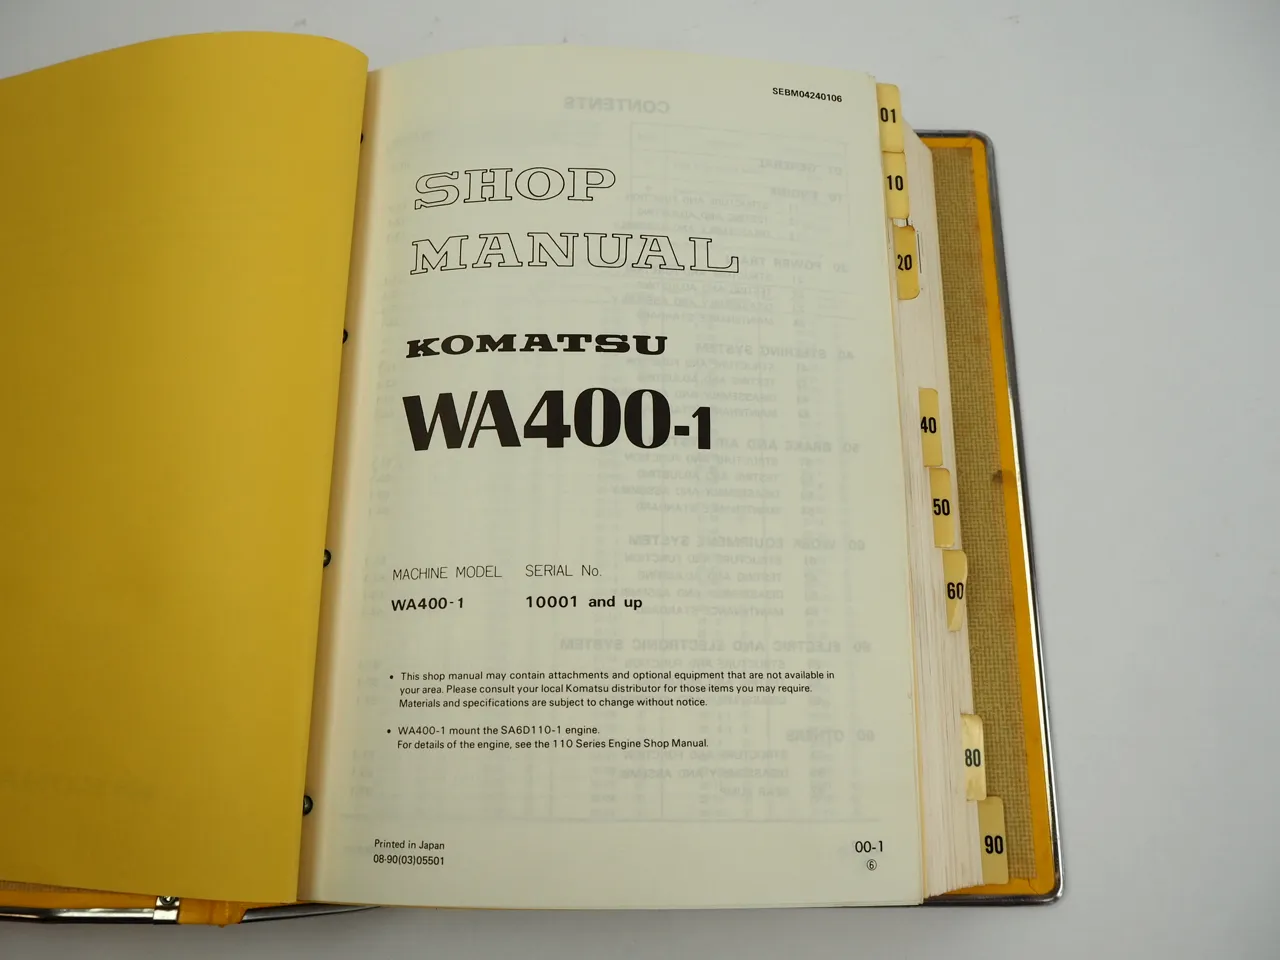 SEBM04240106
SHOP
MANUAL
KOMATSU
WA400-1
MACHINE MODEL SERIAL No.
WA400-1 10001 and up
• This shop manual may contain attachments and optional equipment that are not available in
your area. Please consult your local Komatsu distributor for those items you may require.
Materials and specifications are subject to change without notice.
• WA400-1 mount the SA6D110-1 engine.
For details of the engine, see the 110 Series Engine Shop Manual.
Printed in Japan
08-90(03)05501
00-1
⑥
01
10
20
40
50
60
80
90